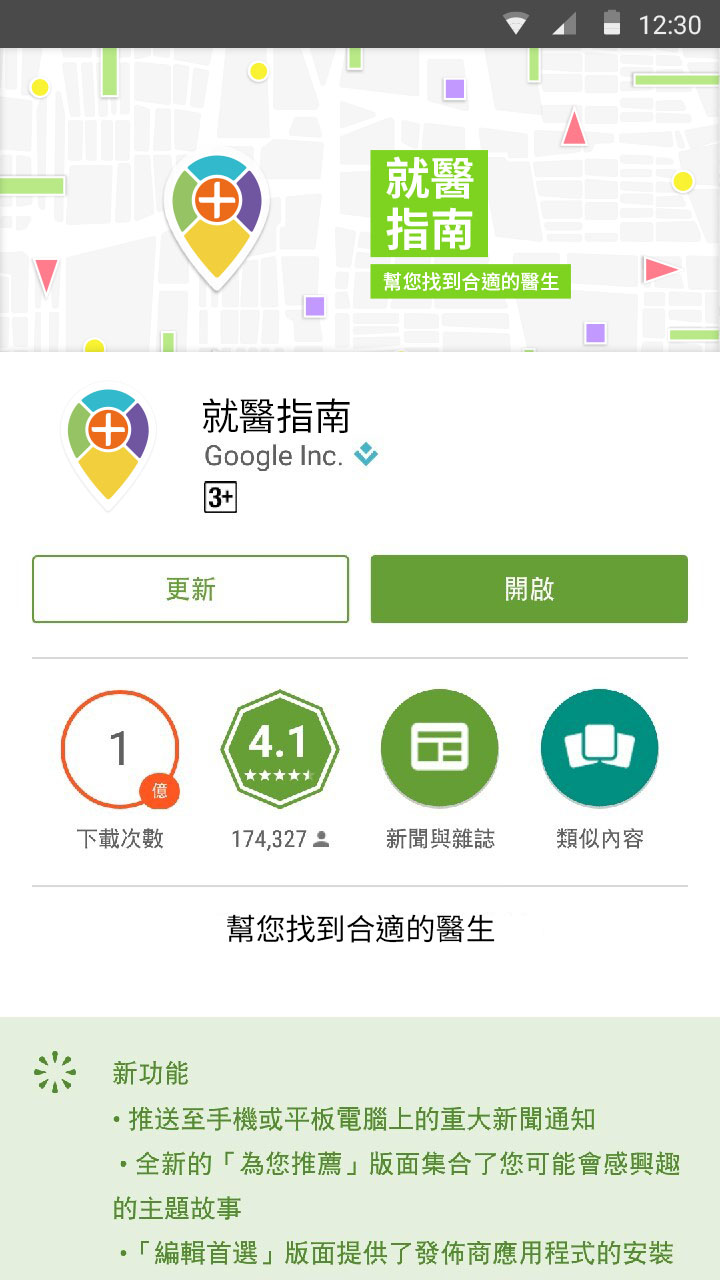 12:30
就醫
指南
幫您找到合適的醫生
就醫指南
Google Inc.
3+
更新
開啟
1
億
4.1
下載次數
174,327
新聞與雜誌
類似內容
幫您找到合適的醫生
新功能
• 推送至手機或平板電腦上的重大新聞通知
• 全新的「為您推薦」版面集合了您可能會感興趣
的主題故事
•「編輯首選」版面提供了發佈商應用程式的安裝